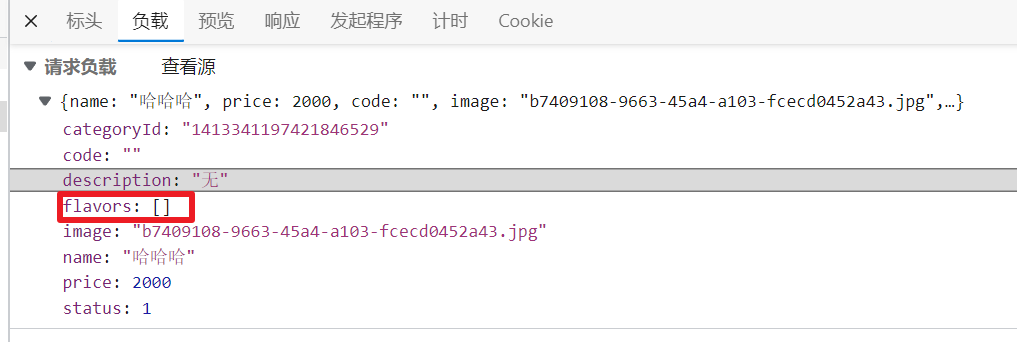 × 标头 负载 预览 响应 发起程序 计时 Cookie
▼ 请求负载 查看源
▼ {name: "哈哈哈", price: 2000, code: "", image: "b7409108-9663-45a4-a103-fcecd0452a43.jpg",…}
categoryId: "1413341197421846529"
code: ""
description: "无"
flavors: []
image: "b7409108-9663-45a4-a103-fcecd0452a43.jpg"
name: "哈哈哈"
price: 2000
status: 1